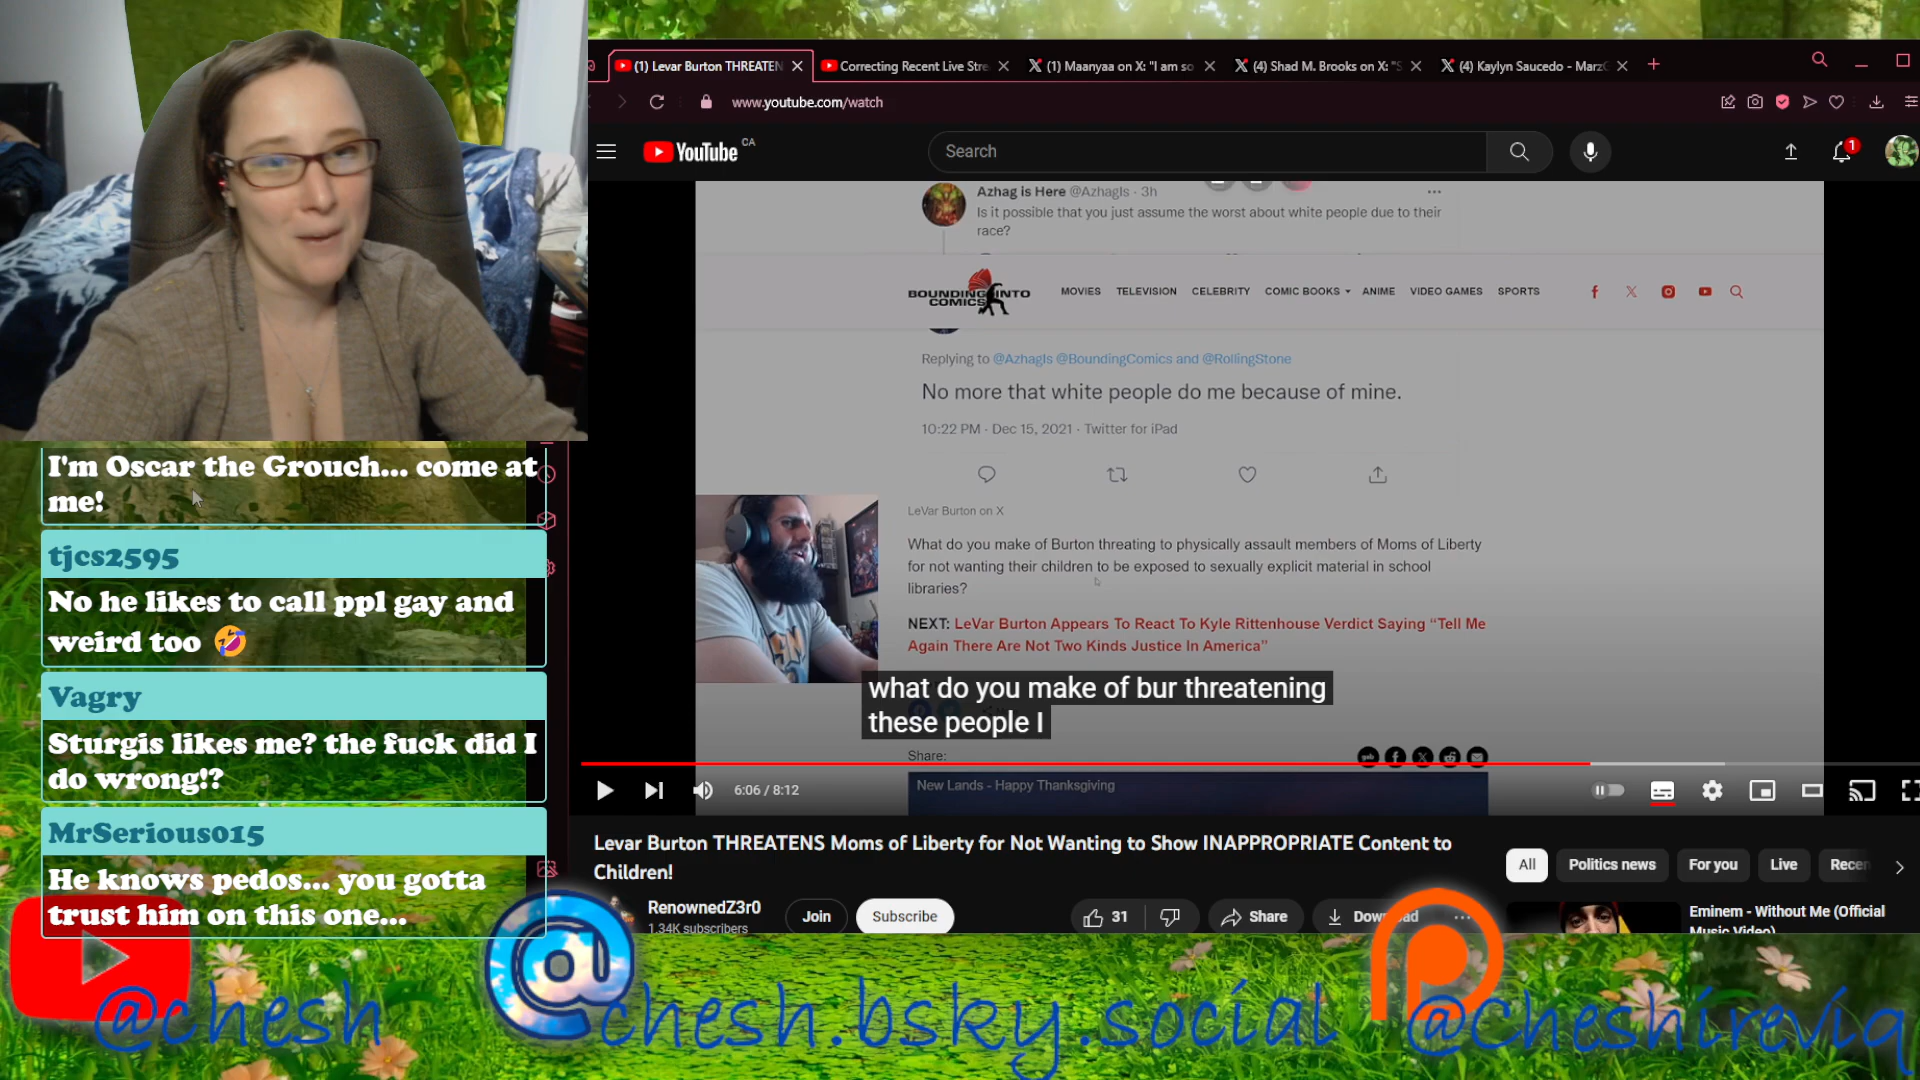 (1) Levar Burton THREATEN
Correcting Recent Live Stre
(1) Maanyaa on X: "I am so
(4) Shad M. Brooks on X: "S
(4) Kaylyn Saucedo - Marz
www.youtube.com/watch
YouTube CA
Search
1
Azhag is Here @AzhagIs · 3h
Is it possible that you just assume the worst about white people due to their
race?
BOUNDING INTO
COMICS
MOVIES TELEVISION CELEBRITY COMIC BOOKS ANIME VIDEO GAMES SPORTS
Replying to @AzhagIs @BoundingComics and @RollingStone
No more that white people do me because of mine.
10:22 PM · Dec 15, 2021 · Twitter for iPad
LeVar Burton on X
What do you make of Burton threating to physically assault members of Moms of Liberty
for not wanting their children to be exposed to sexually explicit material in school
libraries?
NEXT: LeVar Burton Appears To React To Kyle Rittenhouse Verdict Saying “Tell Me
Again There Are Not Two Kinds Justice In America”
what do you make of bur threatening
these people I
Share:
New Lands - Happy Thanksgiving
6:06 / 8:12
Levar Burton THREATENS Moms of Liberty for Not Wanting to Show INAPPROPRIATE Content to
Children!
RenownedZ3r0
1.34K subscribers
Join
Subscribe
31
Share
All
Politics news
For you
Live
Eminem - Without Me (Official
Music Video)
I'm Oscar the Grouch... come at
me!
tjcs2595
No he likes to call ppl gay and
weird too 🤣
Vagry
Sturgis likes me? the fuck did I
do wrong!?
MrSerious015
He knows pedos... you gotta
trust him on this one...
@chesh
@chesh.bsky.social
@cheshireviq